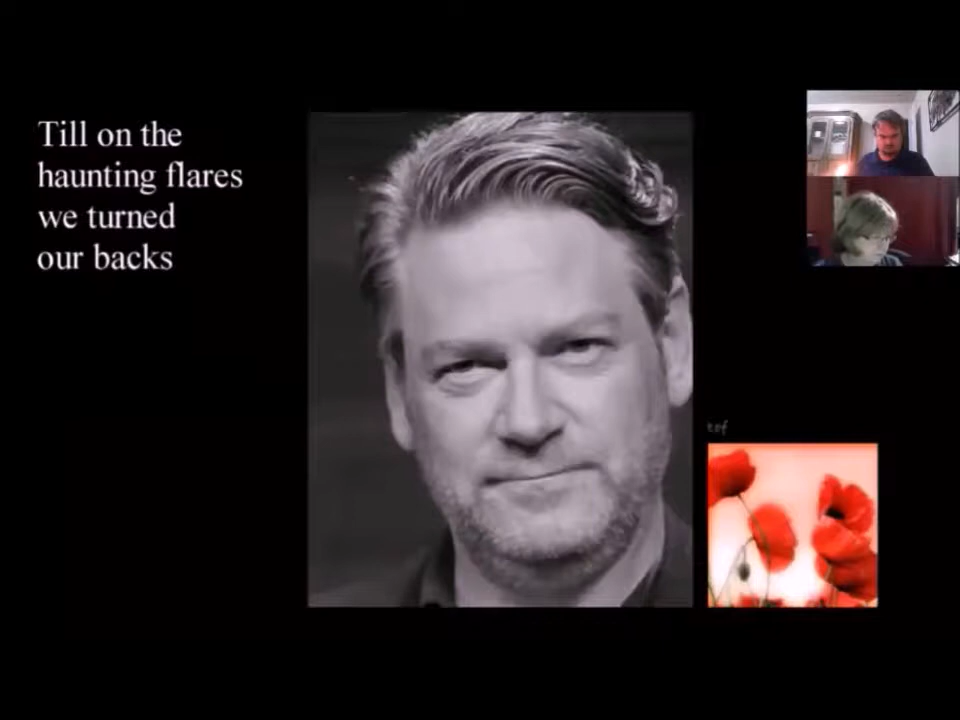 Till on the
haunting flares
we turned
our backs